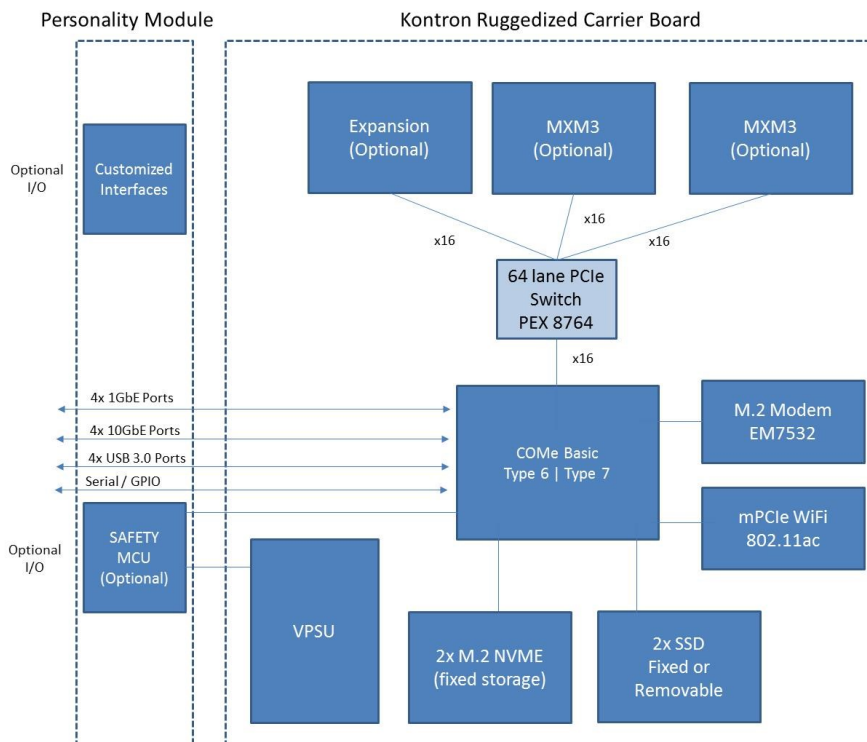 Personality Module
Kontron Ruggedized Carrier Board
Expansion
(Optional)
MXM3
(Optional)
MXM3
(Optional)
Optional
I/O
Customized
Interfaces
x16
x16
x16
64 lane PCIe
Switch
PEX 8764
x16
4x 1GbE Ports
4x 10GbE Ports
4x USB 3.0 Ports
Serial / GPIO
COMe Basic
Type 6 | Type 7
M.2 Modem
EM7532
mPCIe WiFi
802.11ac
Optional
I/O
SAFETY
MCU
(Optional)
VPSU
2x M.2 NVME
(fixed storage)
2x SSD
Fixed or
Removable